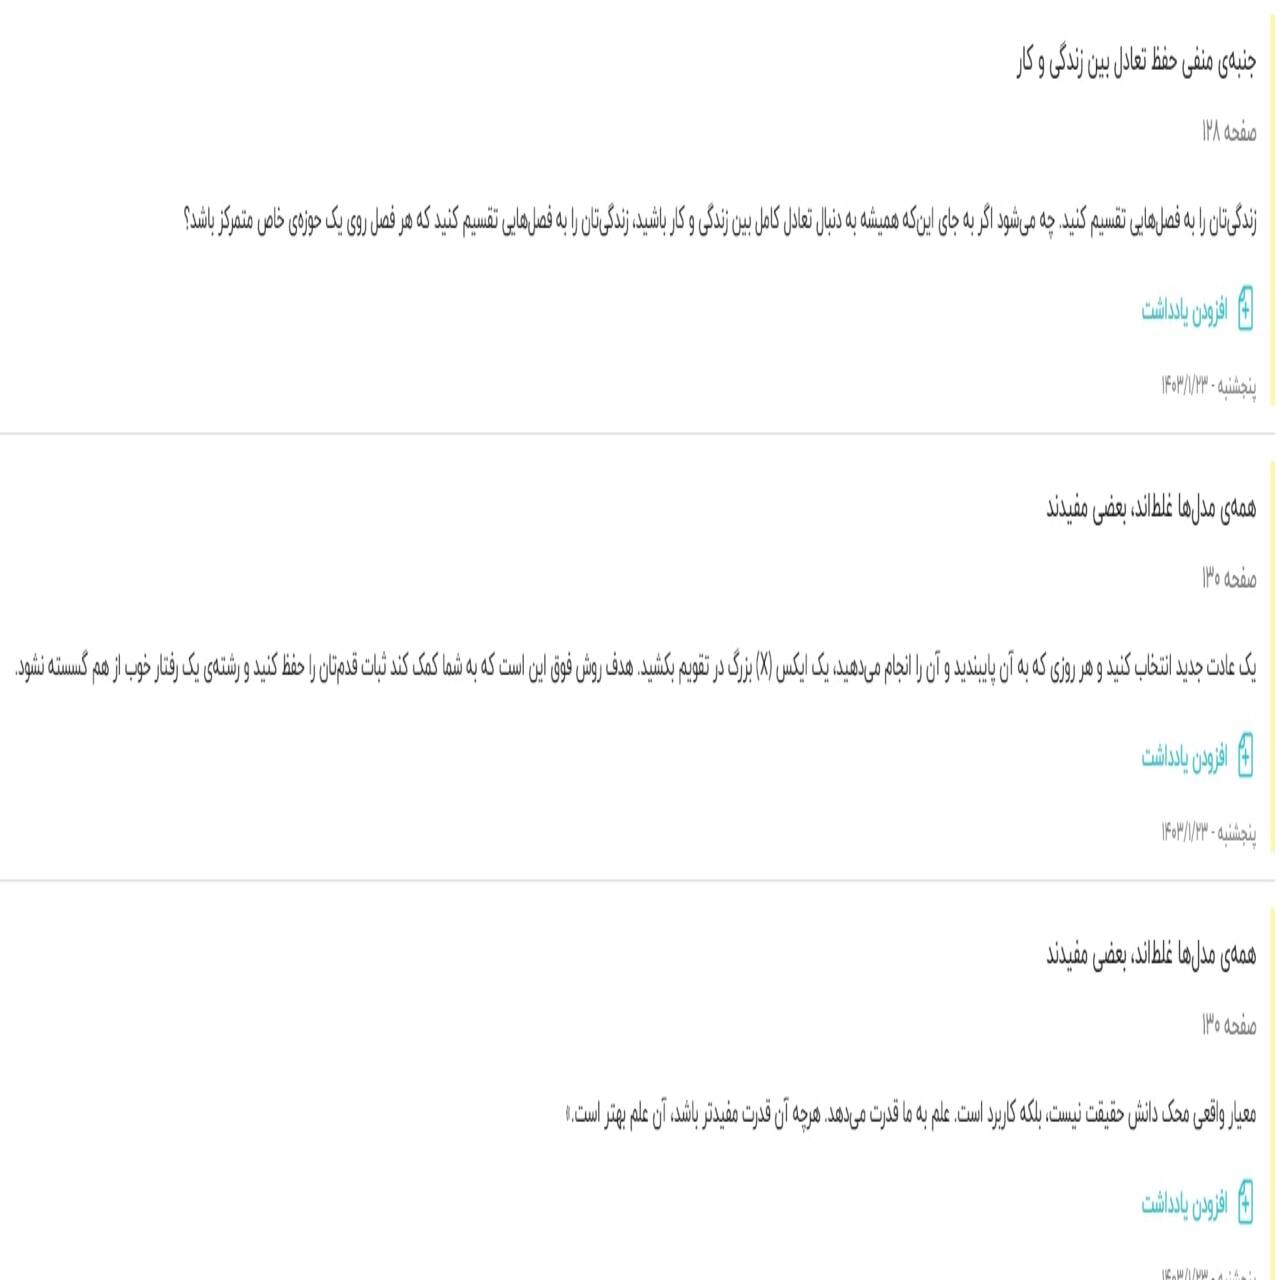 جنبه‌ی منفی حفظ تعادل بین زندگی و کار
صفحه ۱۲۸
زندگی‌تان را به فصل‌هایی تقسیم کنید. چه می‌شود اگر به جای این‌که همیشه به دنبال تعادل کامل بین زندگی و کار باشید، زندگی‌تان را به فصل‌هایی تقسیم کنید که هر فصل روی یک حوزه‌ی خاص متمرکز باشد؟
افزودن یادداشت
پنجشنبه - ۱۴۰۳/۱/۲۳
همه‌ی مدل‌ها غلط‌اند، بعضی مفیدند
صفحه ۱۳۰
یک عادت جدید انتخاب کنید و هر روزی که به آن پایبندید و آن را انجام می‌دهید، یک ایکس (X) بزرگ در تقویم بکشید. هدف روش فوق این است که به شما کمک کند ثبات قدم‌تان را حفظ کنید و رشته‌ی یک رفتار خوب از هم گسسته نشود.
افزودن یادداشت
پنجشنبه - ۱۴۰۳/۱/۲۳
همه‌ی مدل‌ها غلط‌اند، بعضی مفیدند
صفحه ۱۳۰
معیار واقعی محک دانش حقیقت نیست، بلکه کاربرد است. علم به ما قدرت می‌دهد. هرچه آن قدرت مفیدتر باشد، آن علم بهتر است.»
افزودن یادداشت
پنجشنبه - ۱۴۰۳/۱/۲۳